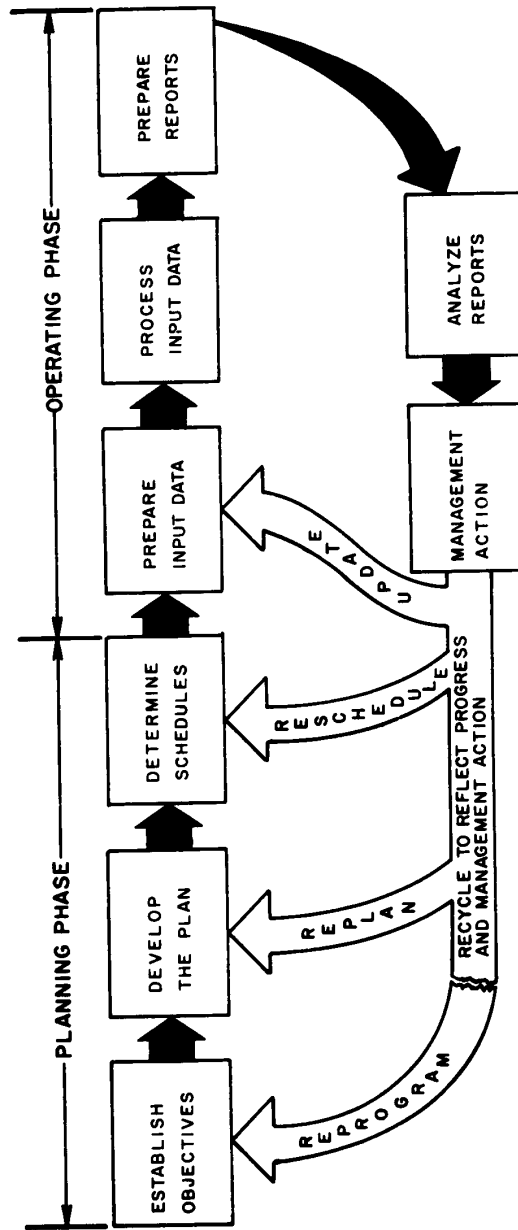 PLANNING PHASE
OPERATING PHASE
ESTABLISH
OBJECTIVES
DEVELOP
THE PLAN
DETERMINE
SCHEDULES
PREPARE
INPUT DATA
PROCESS
INPUT DATA
PREPARE
REPORTS
REPROGRAM
REPLAN
RESCHEDULE
UPDATE
RECYCLE TO REFLECT PROGRESS
AND MANAGEMENT ACTION
MANAGEMENT
ACTION
ANALYZE
REPORTS